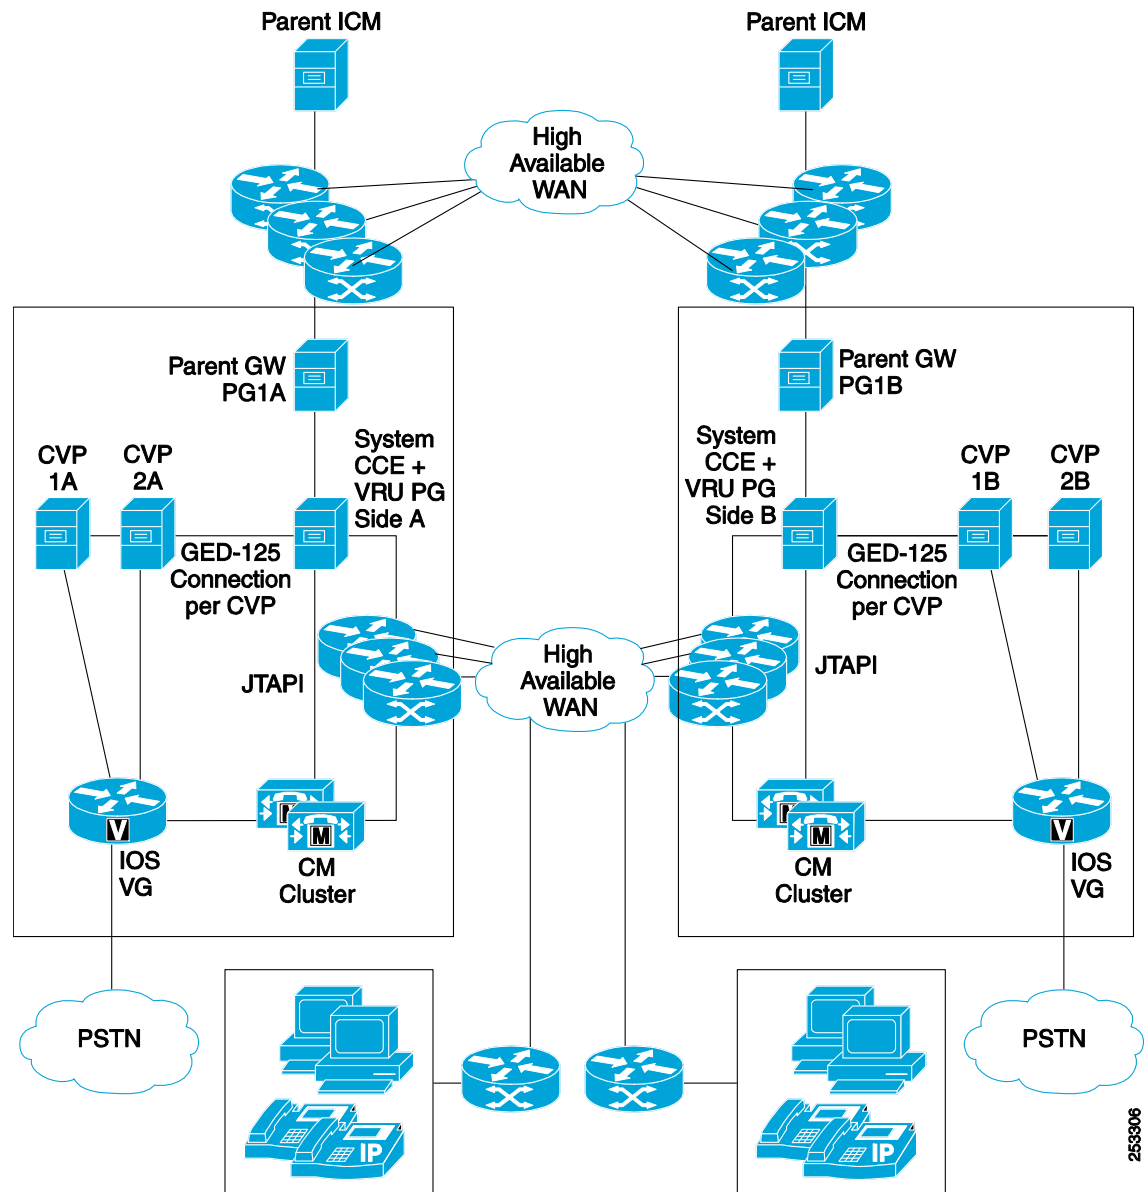 Parent ICM
Parent ICM
High
Available
WAN
Parent GW
PG1A
Parent GW
PG1B
CVP
1A
CVP
2A
System
CCE +
VRU PG
Side A
System
CCE +
VRU PG
Side B
CVP
1B
CVP
2B
GED-125
Connection
per CVP
GED-125
Connection
per CVP
JTAPI
High
Available
WAN
JTAPI
V
IOS
VG
M
CM
Cluster
M
CM
Cluster
V
IOS
VG
PSTN
PSTN
IP
IP
253306